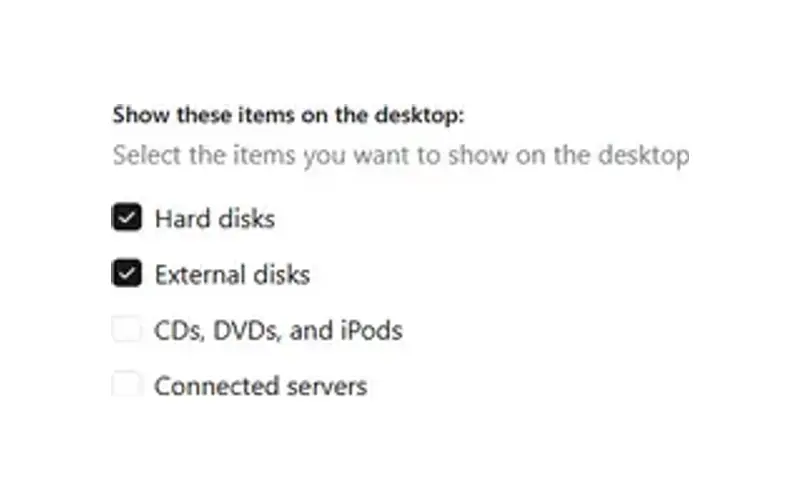 Show these items on the desktop:
Select the items you want to show on the desktop
Hard disks
External disks
CDs, DVDs, and iPods
Connected servers